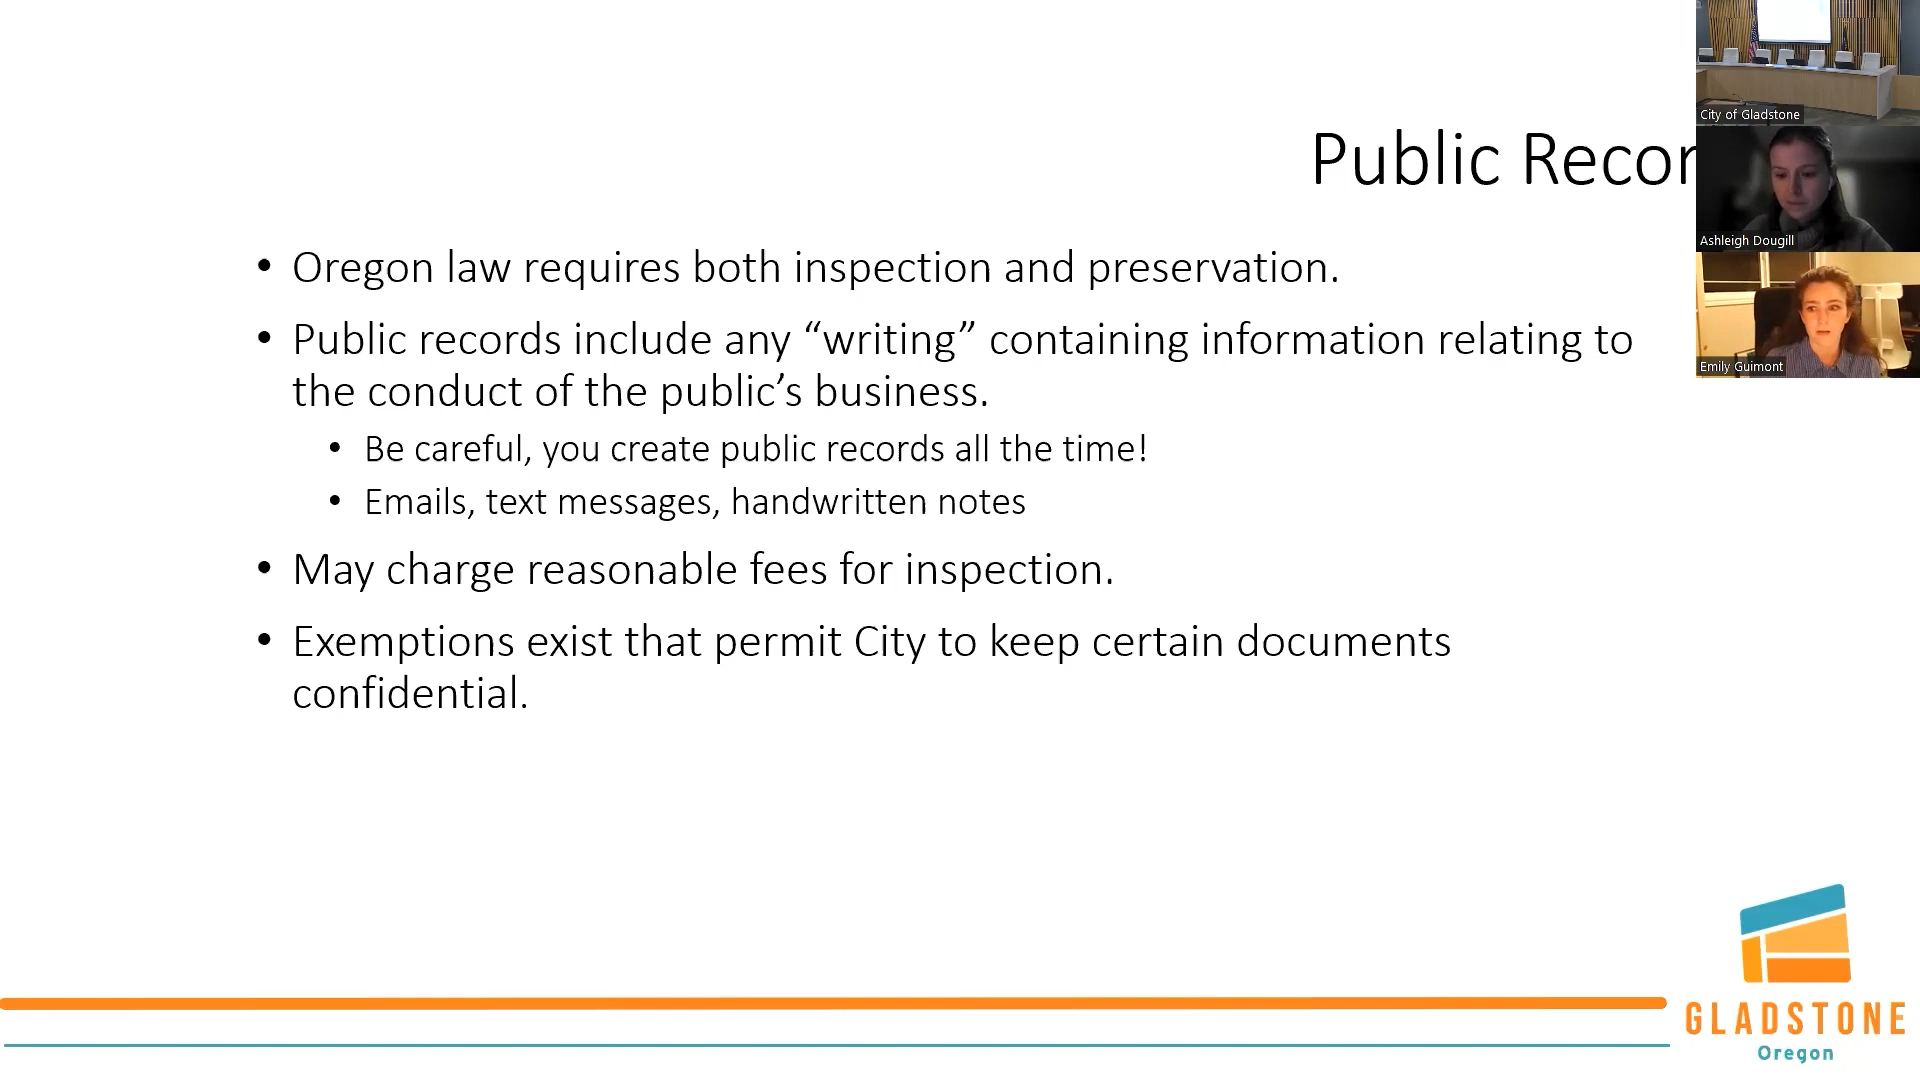 Public Recor
• Oregon law requires both inspection and preservation.
• Public records include any “writing” containing information relating to
the conduct of the public’s business.
• Be careful, you create public records all the time!
• Emails, text messages, handwritten notes
• May charge reasonable fees for inspection.
• Exemptions exist that permit City to keep certain documents
confidential.
City of Gladstone
Ashleigh Dougill
Emily Guimont
GLADSTONE
Oregon